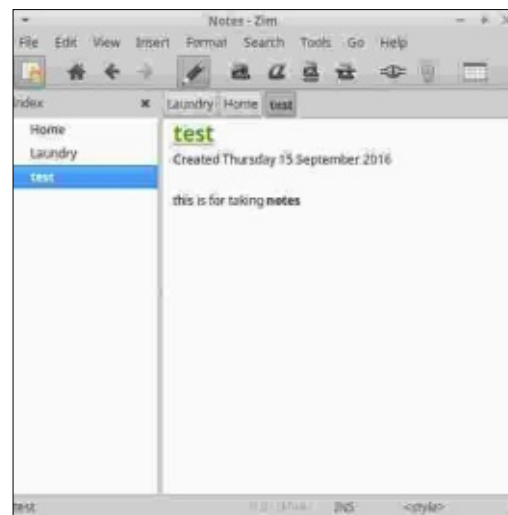 Notes - Zim
File Edit View Insert Format Search Tools Go Help
Index
Laundry Home test
Home
Laundry
test
test
Created Thursday 15 September 2016
this is for taking notes
test INS <style>